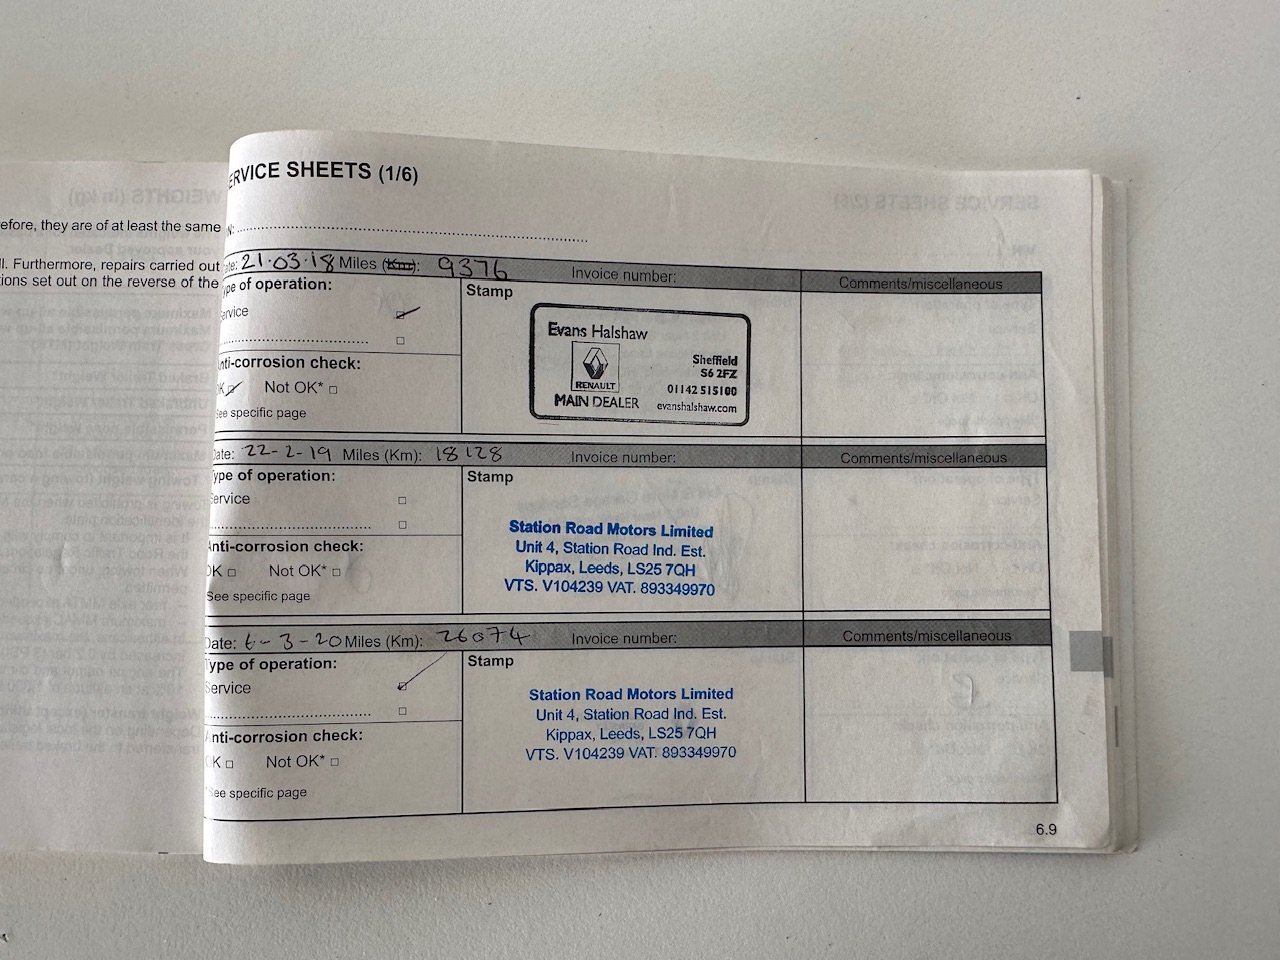 efore, they are of at least the same
ll. Furthermore, repairs carried out
ions set out on the reverse of the
ERVICE SHEETS (1/6)
N:
ate: 21.03.18 Miles (Km): 9376 Invoice number: Comments/miscellaneous
ype of operation:
ervice
nti-corrosion check:
K Not OK*
See specific page
Stamp
Evans Halshaw
RENAULT
MAIN DEALER
Sheffield
S6 2FZ
01142 515100
evanshalshaw.com
Date: 22-2-19 Miles (Km): 18128 Invoice number: Comments/miscellaneous
Type of operation:
Service
Anti-corrosion check:
OK Not OK*
See specific page
Stamp
Station Road Motors Limited
Unit 4, Station Road Ind. Est.
Kippax, Leeds, LS25 7QH
VTS. V104239 VAT. 893349970
Date: 6-3-20 Miles (Km): 26074 Invoice number: Comments/miscellaneous
Type of operation:
Service
Anti-corrosion check:
OK Not OK*
*See specific page
Stamp
Station Road Motors Limited
Unit 4, Station Road Ind. Est.
Kippax, Leeds, LS25 7QH
VTS. V104239 VAT. 893349970
6.9